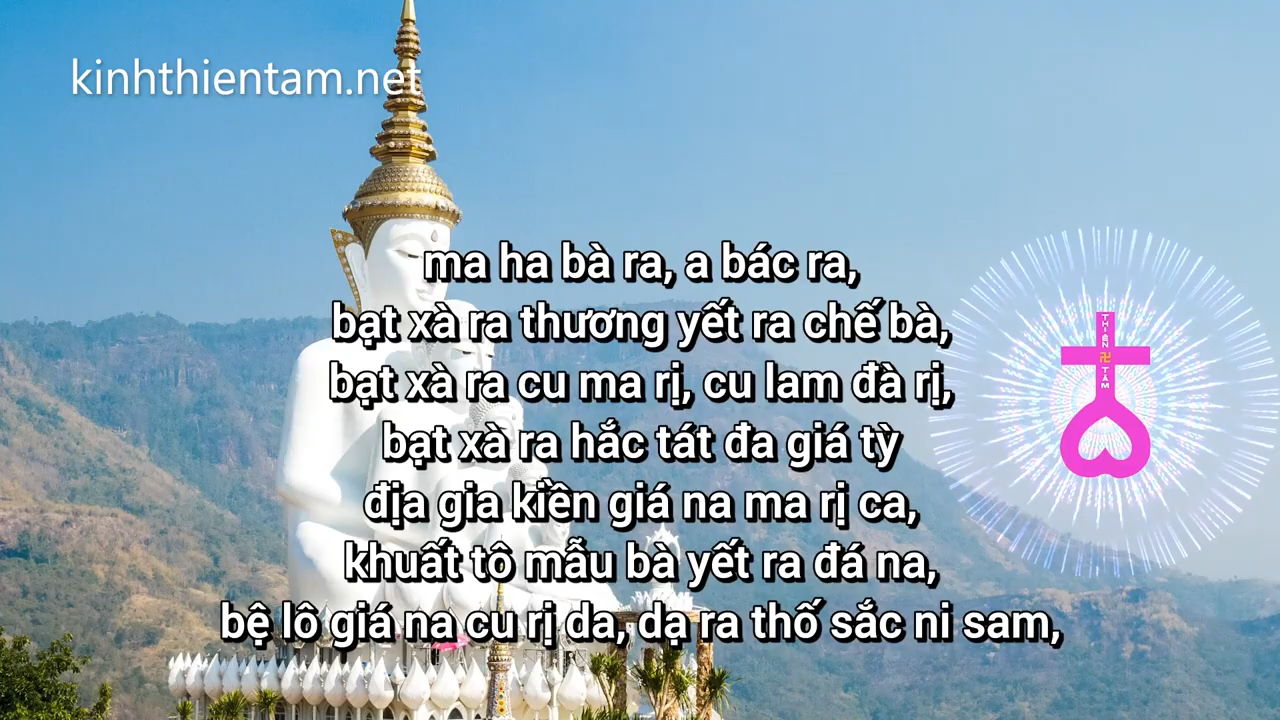 kinhthientam.net
ma ha bà ra, a bác ra,
bạt xà ra thương yết ra chế bà,
bạt xà ra cu ma rị, cu lam đà rị,
bạt xà ra hắc tát đa giá tỳ
địa gia kiền giá na ma rị ca,
khuất tô mẫu bà yết ra đá na,
bệ lô giá na cu rị da, dạ ra thố sắc ni sam,
THIỀN
卍
TÂM